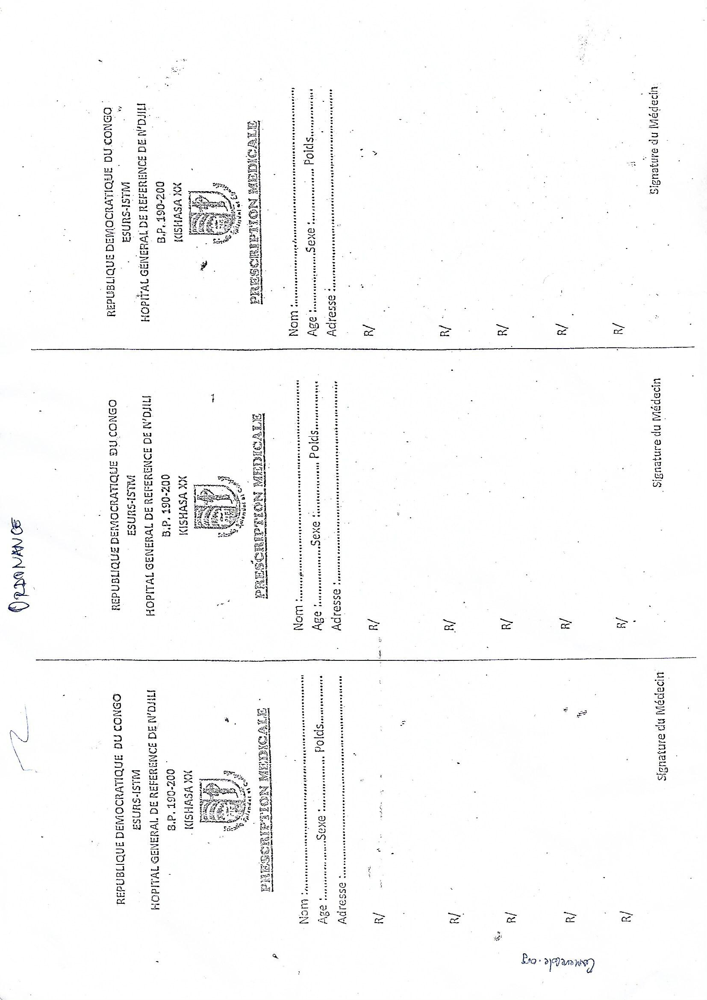 ORDONANCE
REPUBLIQUE DEMOCRATIQUE DU CONGO
ESURS-ISTM
HOPITAL GENERAL DE REFERENCE DE N'DJILI
B.P. 190-200
KISHASA XX
PRESCRIPTION MEDICALE
Nom :
Age : Sexe : Poids
Adresse :
R/
R/
R/
R/
R/
Signature du Médecin
REPUBLIQUE DEMOCRATIQUE DU CONGO
ESURS-ISTM
HOPITAL GENERAL DE REFERENCE DE N'DJILI
B.P. 190-200
KISHASA XX
PRESCRIPTION MEDICALE
Nom :
Age : Sexe : Poids
Adresse :
R/
R/
R/
R/
R/
Signature du Médecin
REPUBLIQUE DEMOCRATIQUE DU CONGO
ESURS-ISTM
HOPITAL GENERAL DE REFERENCE DE N'DJILI
B.P. 190-200
KISHASA XX
PRESCRIPTION MEDICALE
Nom :
Age : Sexe : Poids
Adresse :
R/
R/
R/
R/
R/
Signature du Médecin